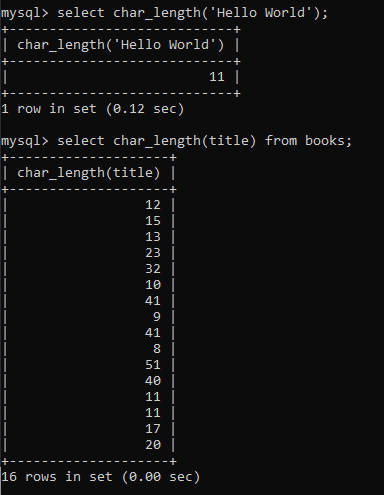 mysql> select char_length('Hello World');
+----------------------------+
| char_length('Hello World') |
+----------------------------+
|                         11 |
+----------------------------+
1 row in set (0.12 sec)

mysql> select char_length(title) from books;
+--------------------+
| char_length(title) |
+--------------------+
|                 12 |
|                 15 |
|                 13 |
|                 23 |
|                 32 |
|                 10 |
|                 41 |
|                  9 |
|                 41 |
|                  8 |
|                 51 |
|                 40 |
|                 11 |
|                 11 |
|                 17 |
|                 20 |
+--------------------+
16 rows in set (0.00 sec)